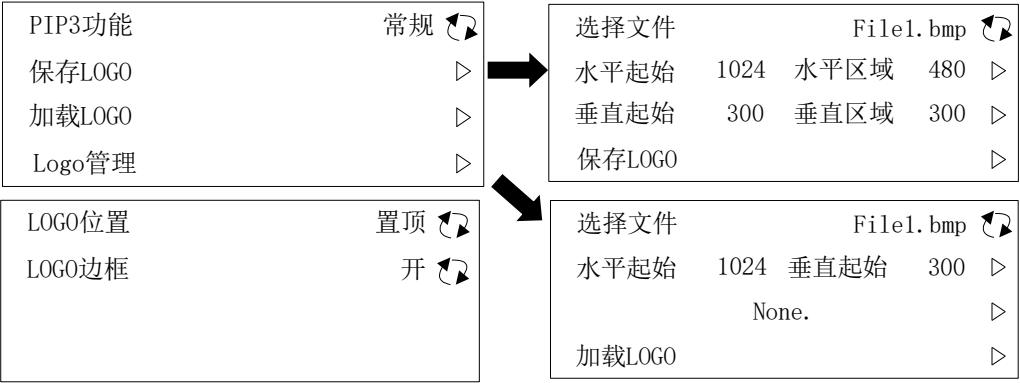 PIP3功能 常规
保存LOGO
加载LOGO
Logo管理
选择文件 File1.bmp
水平起始 1024 水平区域 480
垂直起始 300 垂直区域 300
保存LOGO
LOGO位置 置顶
LOGO边框 开
选择文件 File1.bmp
水平起始 1024 垂直起始 300
None.
加载LOGO